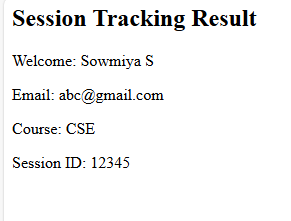 Session Tracking Result
Welcome: Sowmiya S
Email: abc@gmail.com
Course: CSE
Session ID: 12345